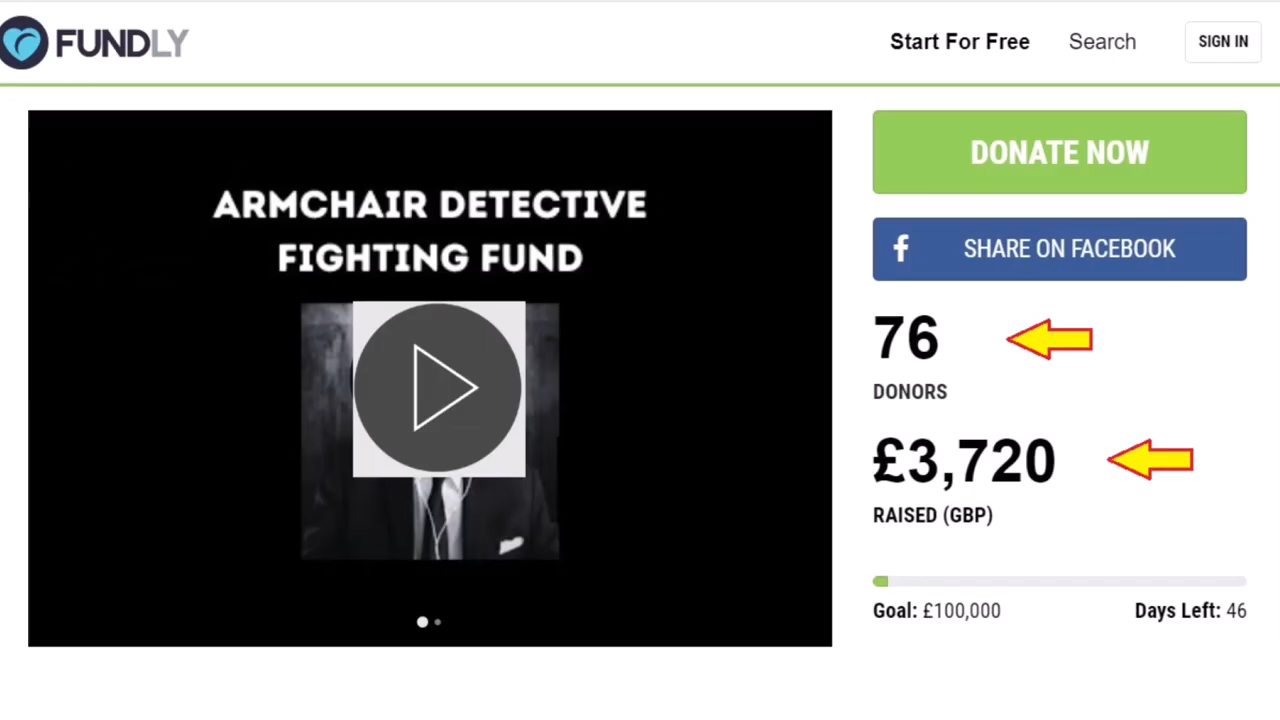 FUNDLY
Start For Free
Search
SIGN IN
ARMCHAIR DETECTIVE
FIGHTING FUND
DONATE NOW
f SHARE ON FACEBOOK
76
DONORS
£3,720
RAISED (GBP)
Goal: £100,000
Days Left: 46